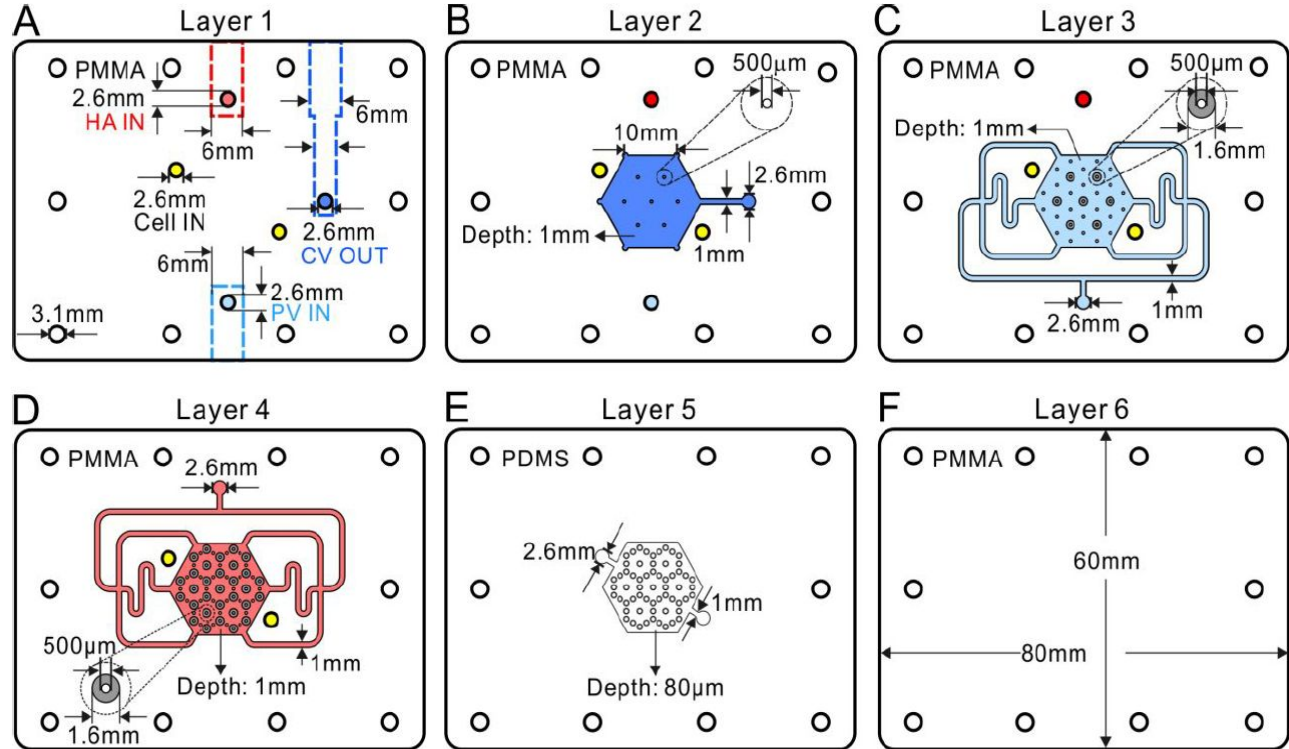 A
Layer 1
PMMA
2.6mm
HA IN
6mm
6mm
2.6mm
Cell IN
2.6mm
CV OUT
6mm
2.6mm
PV IN
3.1mm
B
Layer 2
PMMA
500μm
10mm
2.6mm
Depth: 1mm
1mm
C
Layer 3
PMMA
500μm
Depth: 1mm
1.6mm
1mm
2.6mm
D
Layer 4
PMMA
2.6mm
500μm
1mm
Depth: 1mm
1.6mm
E
Layer 5
PDMS
2.6mm
1mm
Depth: 80μm
F
Layer 6
PMMA
60mm
80mm